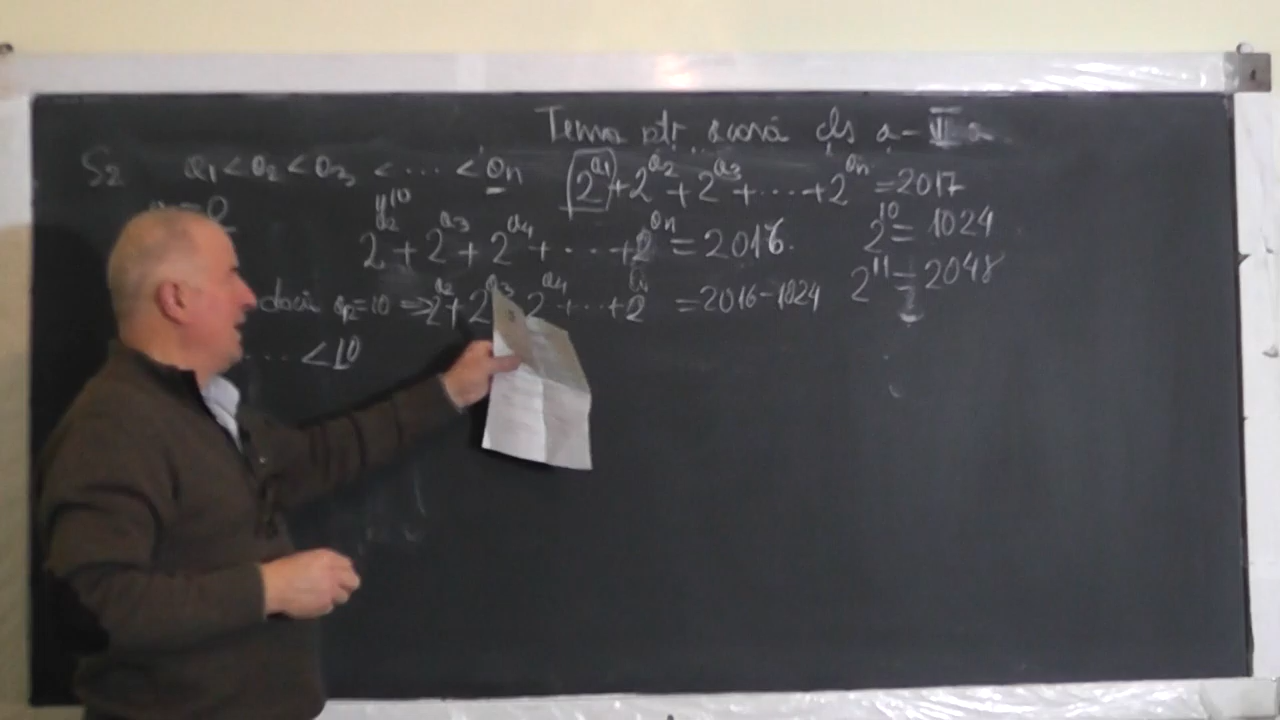 Tema ptr. acasă cls a-
S₂ a₁ < a₂ < a₃ < ... < aₙ 2^a₁ + 2^a₂ + 2^a₃ + ... + 2^aₙ = 2017
= 0 10
2^a₂ + 2^a₃ + 2^a₄ + ... + 2^aₙ = 2016. 2^10 = 1024
dacă = 10 ⇒ 2^a₂ + 2^a₃ 2^a₄ + ... + 2 = 2016 - 1024 2^11 = 2048
... < 10